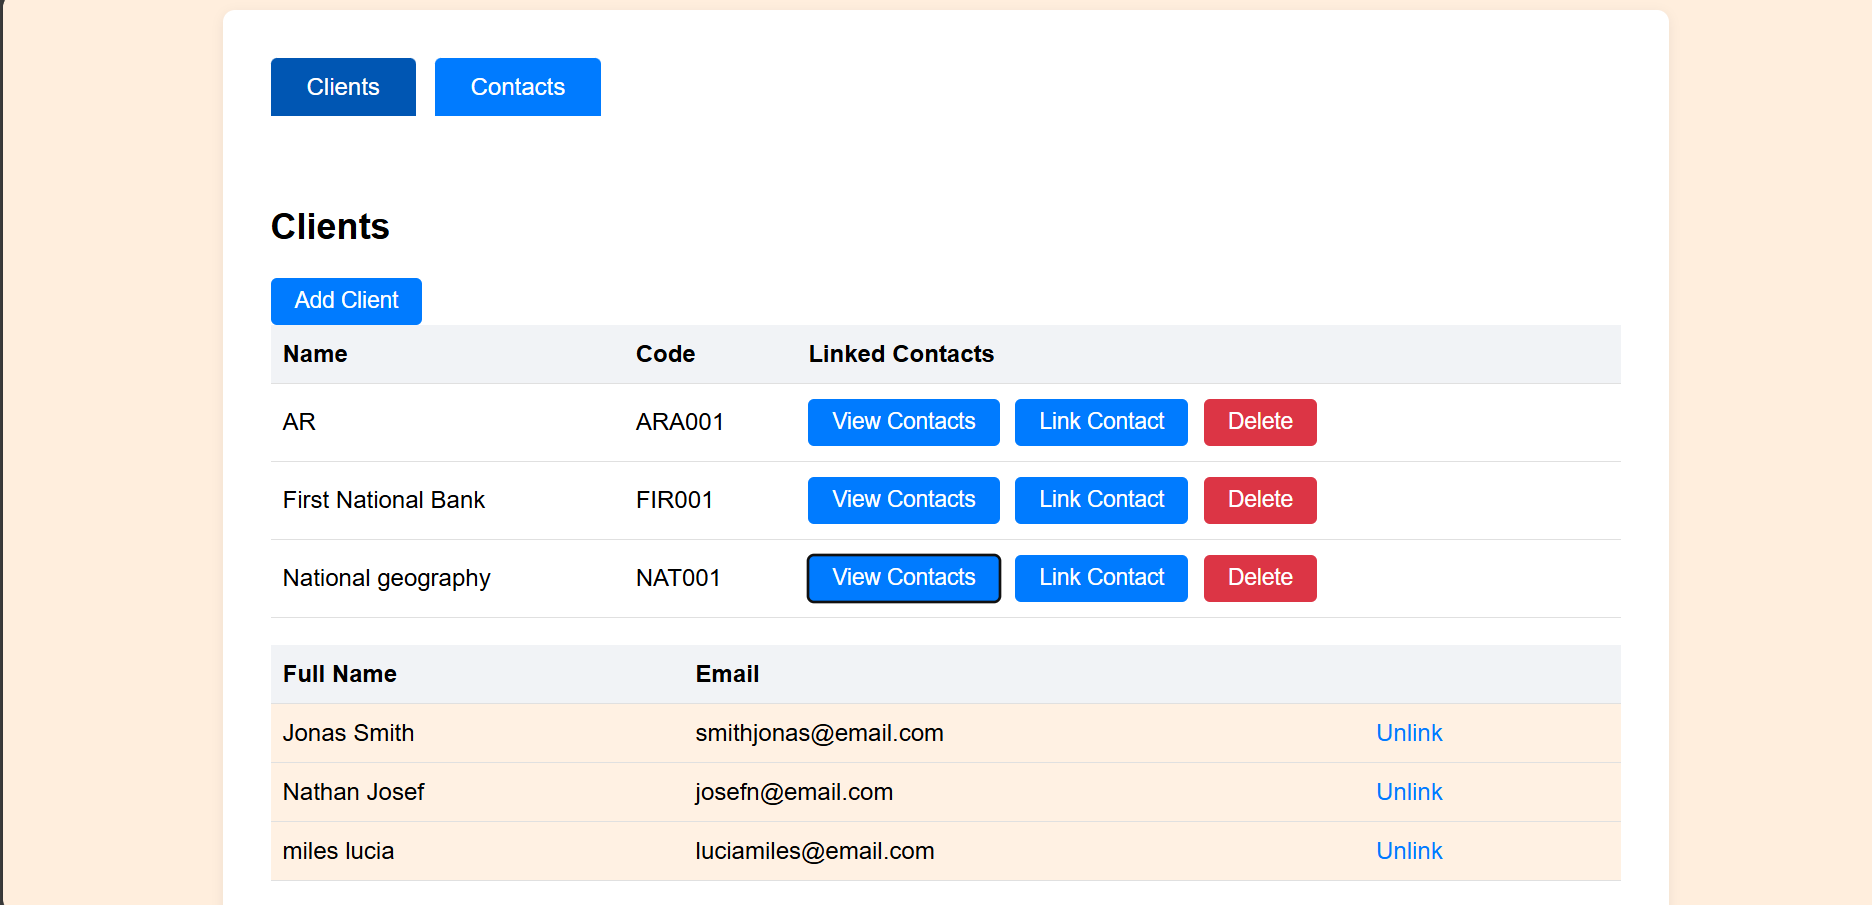 Clients Contacts
Clients
Add Client
Name Code Linked Contacts
AR ARA001 View Contacts Link Contact Delete
First National Bank FIR001 View Contacts Link Contact Delete
National geography NAT001 View Contacts Link Contact Delete
Full Name Email
Jonas Smith smithjonas@email.com Unlink
Nathan Josef josefn@email.com Unlink
miles lucia luciamiles@email.com Unlink